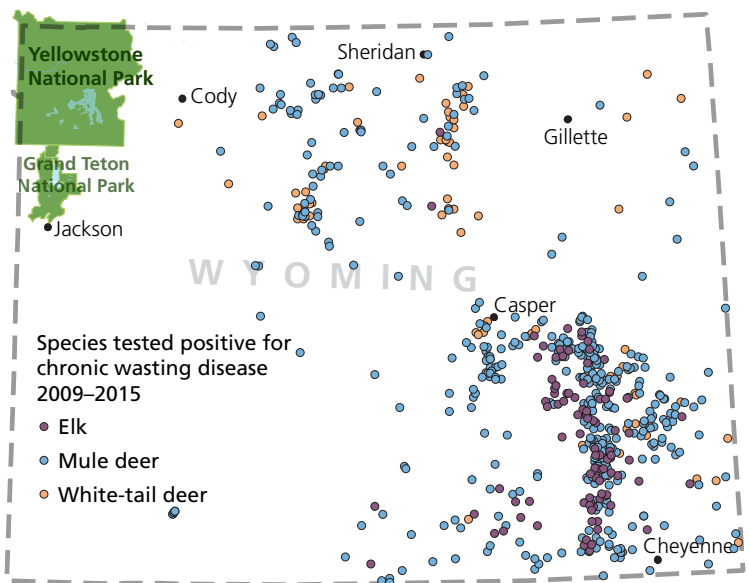 Yellowstone
National Park
Sheridan
Cody
Gillette
Grand Teton
National Park
Jackson
WYOMING
Casper
Species tested positive for
chronic wasting disease
2009–2015
Elk
Mule deer
White-tail deer
Cheyenne